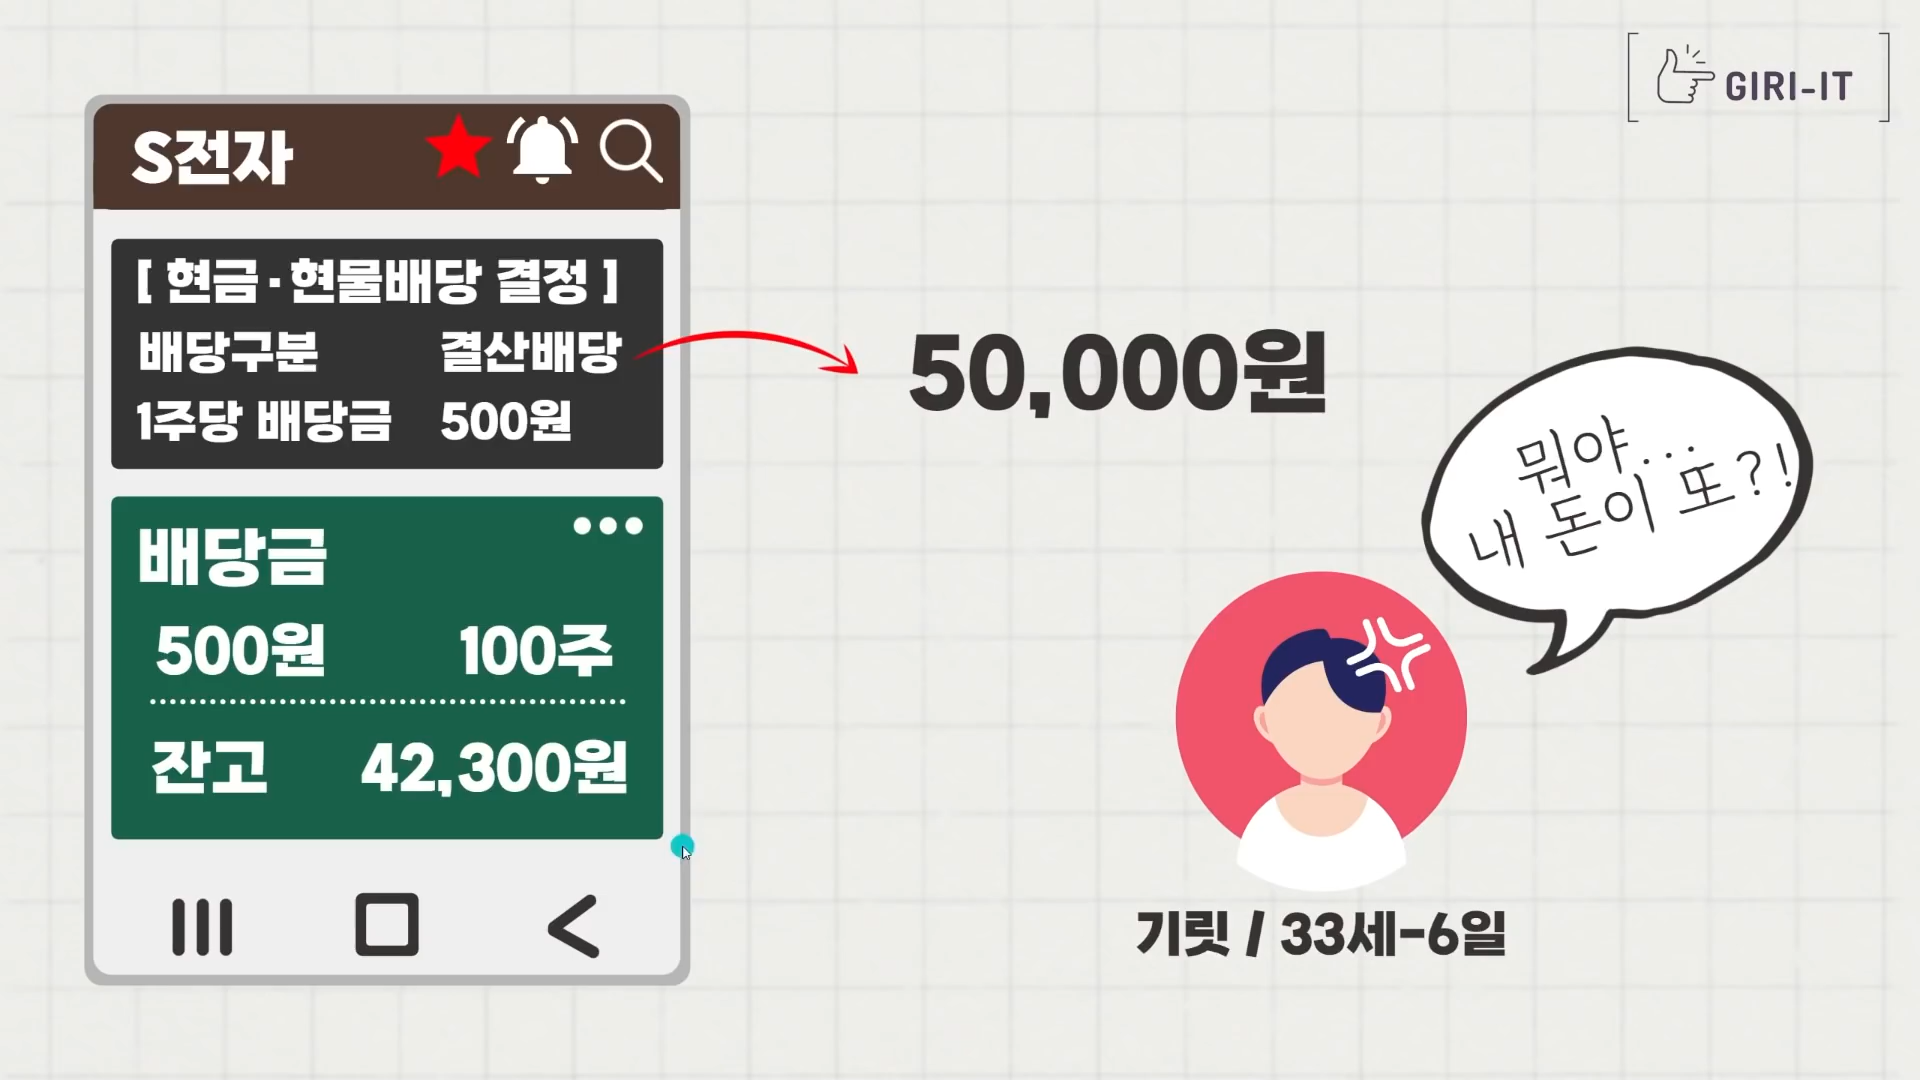 GIRI-IT
S전자
[ 현금·현물배당 결정 ]
배당구분 결산배당
1주당 배당금 500원
배당금
500원 100주
잔고 42,300원
50,000원
뭐야...
내 돈이 또?!
기릿 / 33세-6일